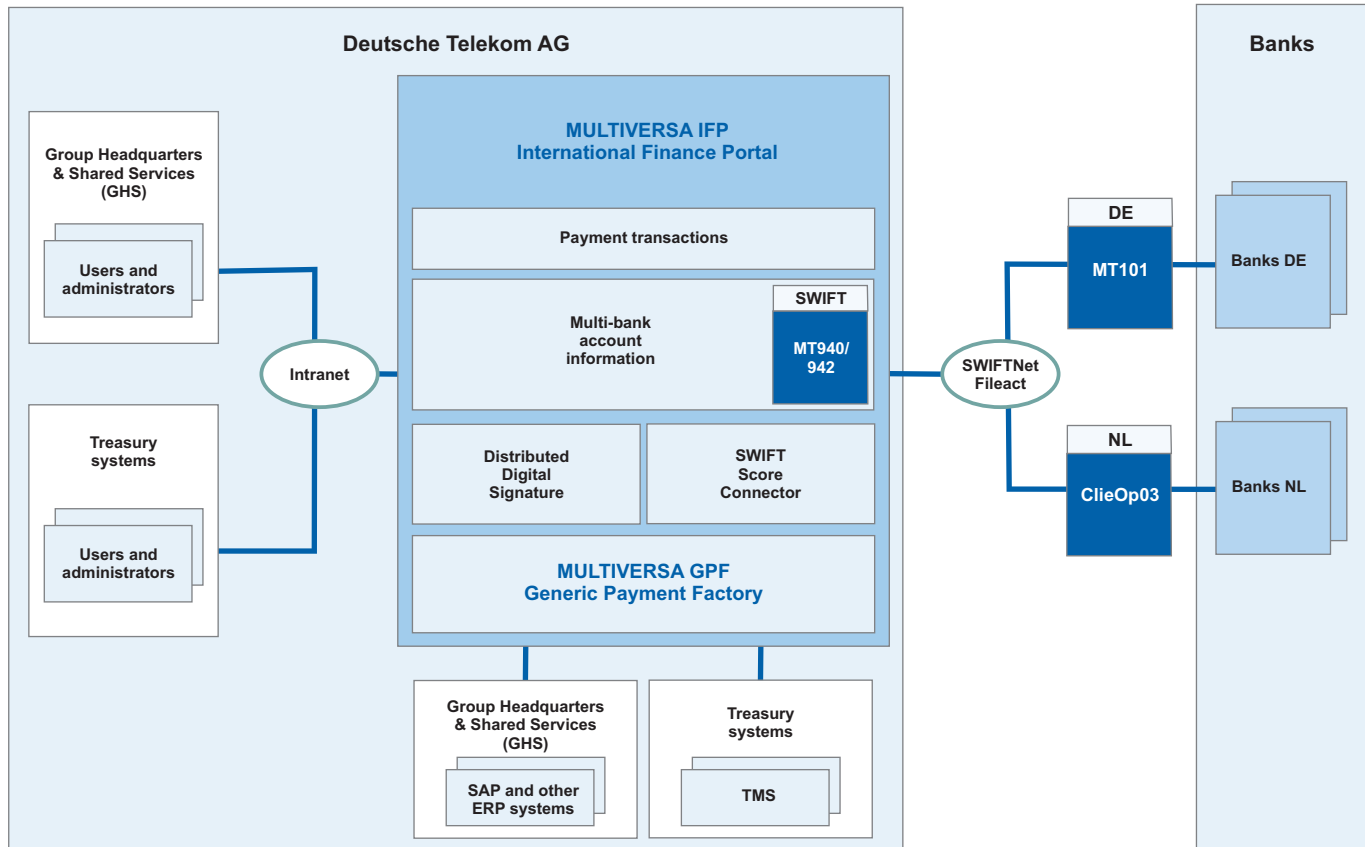 Deutsche Telekom AG
Banks
Group Headquarters
& Shared Services
(GHS)
Users and
administrators
Treasury
systems
Users and
administrators
Intranet
MULTIVERSA IFP
International Finance Portal
Payment transactions
Multi-bank
account
information
SWIFT
MT940/
942
Distributed
Digital
Signature
SWIFT
Score
Connector
MULTIVERSA GPF
Generic Payment Factory
Group Headquarters
& Shared Services
(GHS)
SAP and other
ERP systems
Treasury
systems
TMS
SWIFTNet
Fileact
DE
MT101
Banks DE
NL
ClieOp03
Banks NL